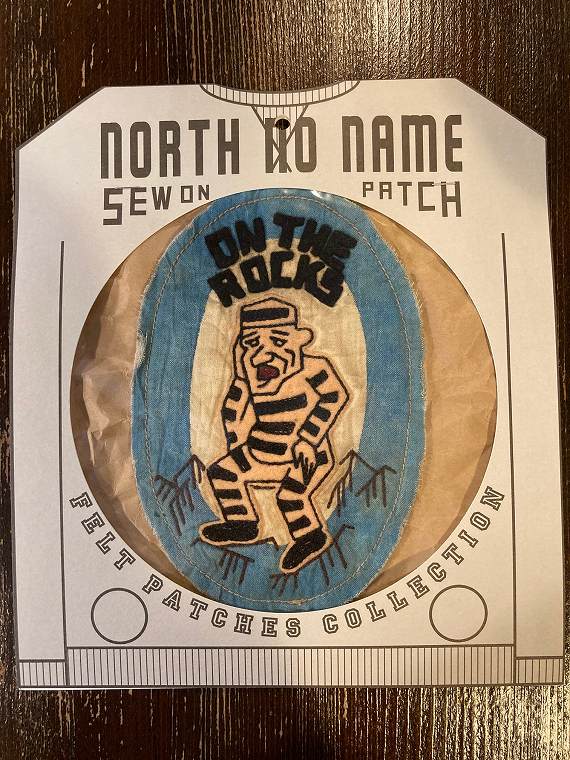 NORTH NO NAME
SEW ON PATCH
ON THE
ROCKS
FELT PATCHES COLLECTION